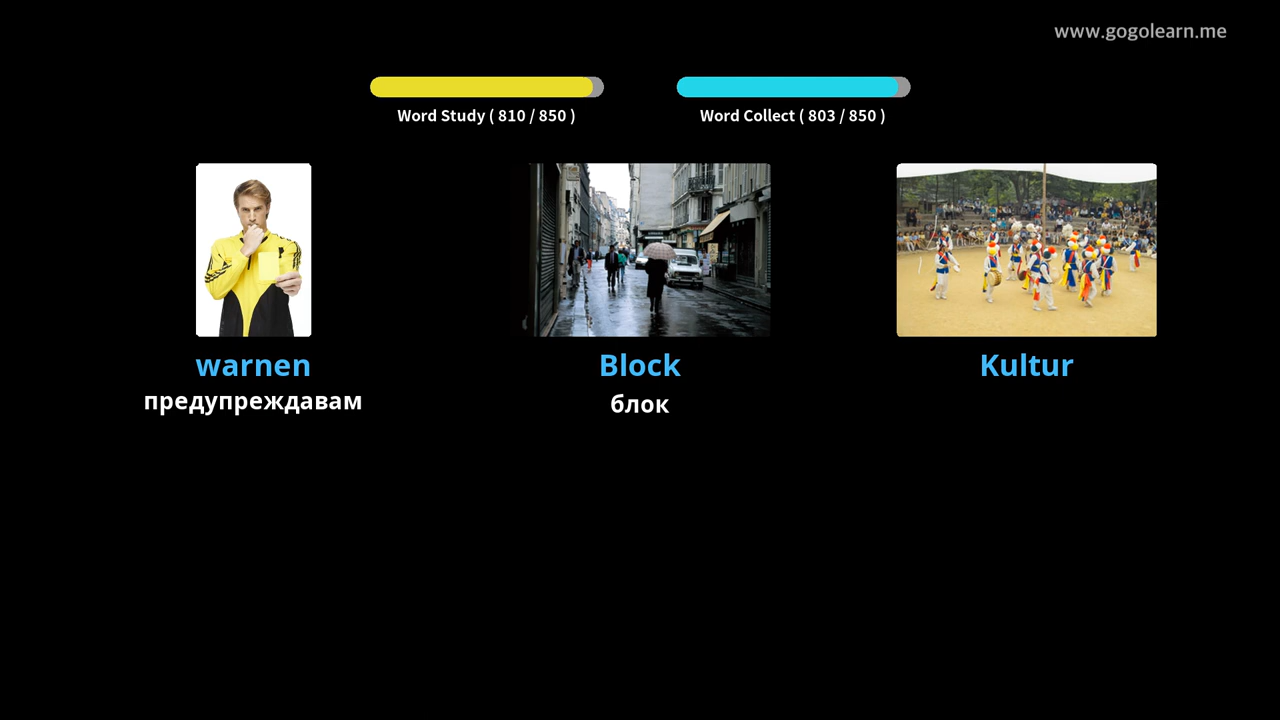 www.gogolearn.me
Word Study ( 810 / 850 )
Word Collect ( 803 / 850 )
warnen
предупреждавам
Block
блок
Kultur